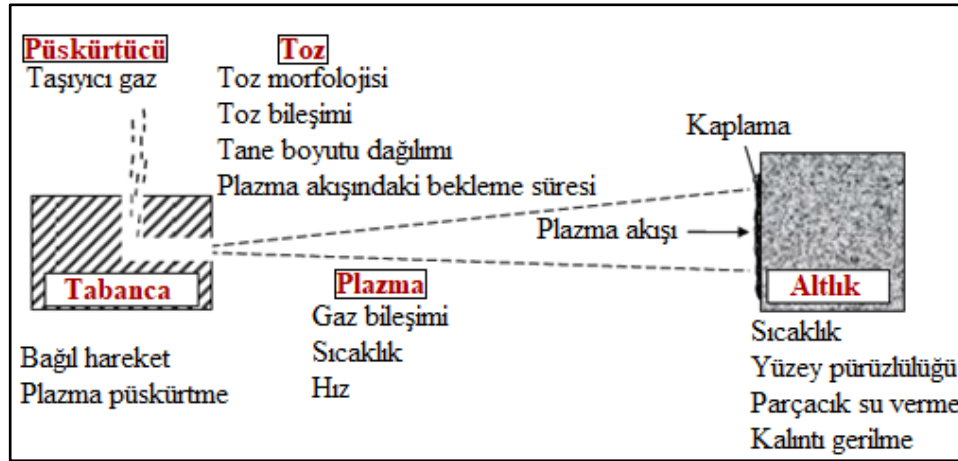 Püskürtücü
Taşıyıcı gaz
Toz
Toz morfolojisi
Toz bileşimi
Tane boyutu dağılımı
Plazma akışındaki bekleme süresi
Kaplama
Plazma akışı
Tabanca
Bağıl hareket
Plazma püskürtme
Plazma
Gaz bileşimi
Sıcaklık
Hız
Altlık
Sıcaklık
Yüzey pürüzlülüğü
Parçacık su verme
Kalıntı gerilme